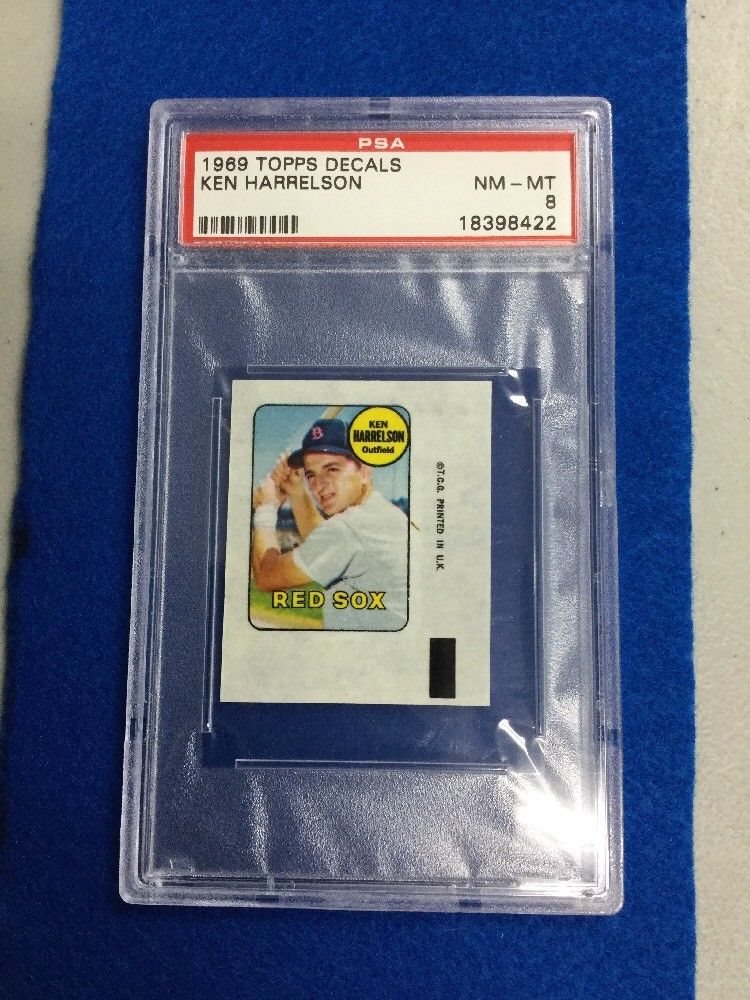 PSA
1969 TOPPS DECALS
KEN HARRELSON
NM - MT
8
18398422
KEN
HARRELSON
Outfield
B
RED SOX
©T.C.G. PRINTED IN U.K.